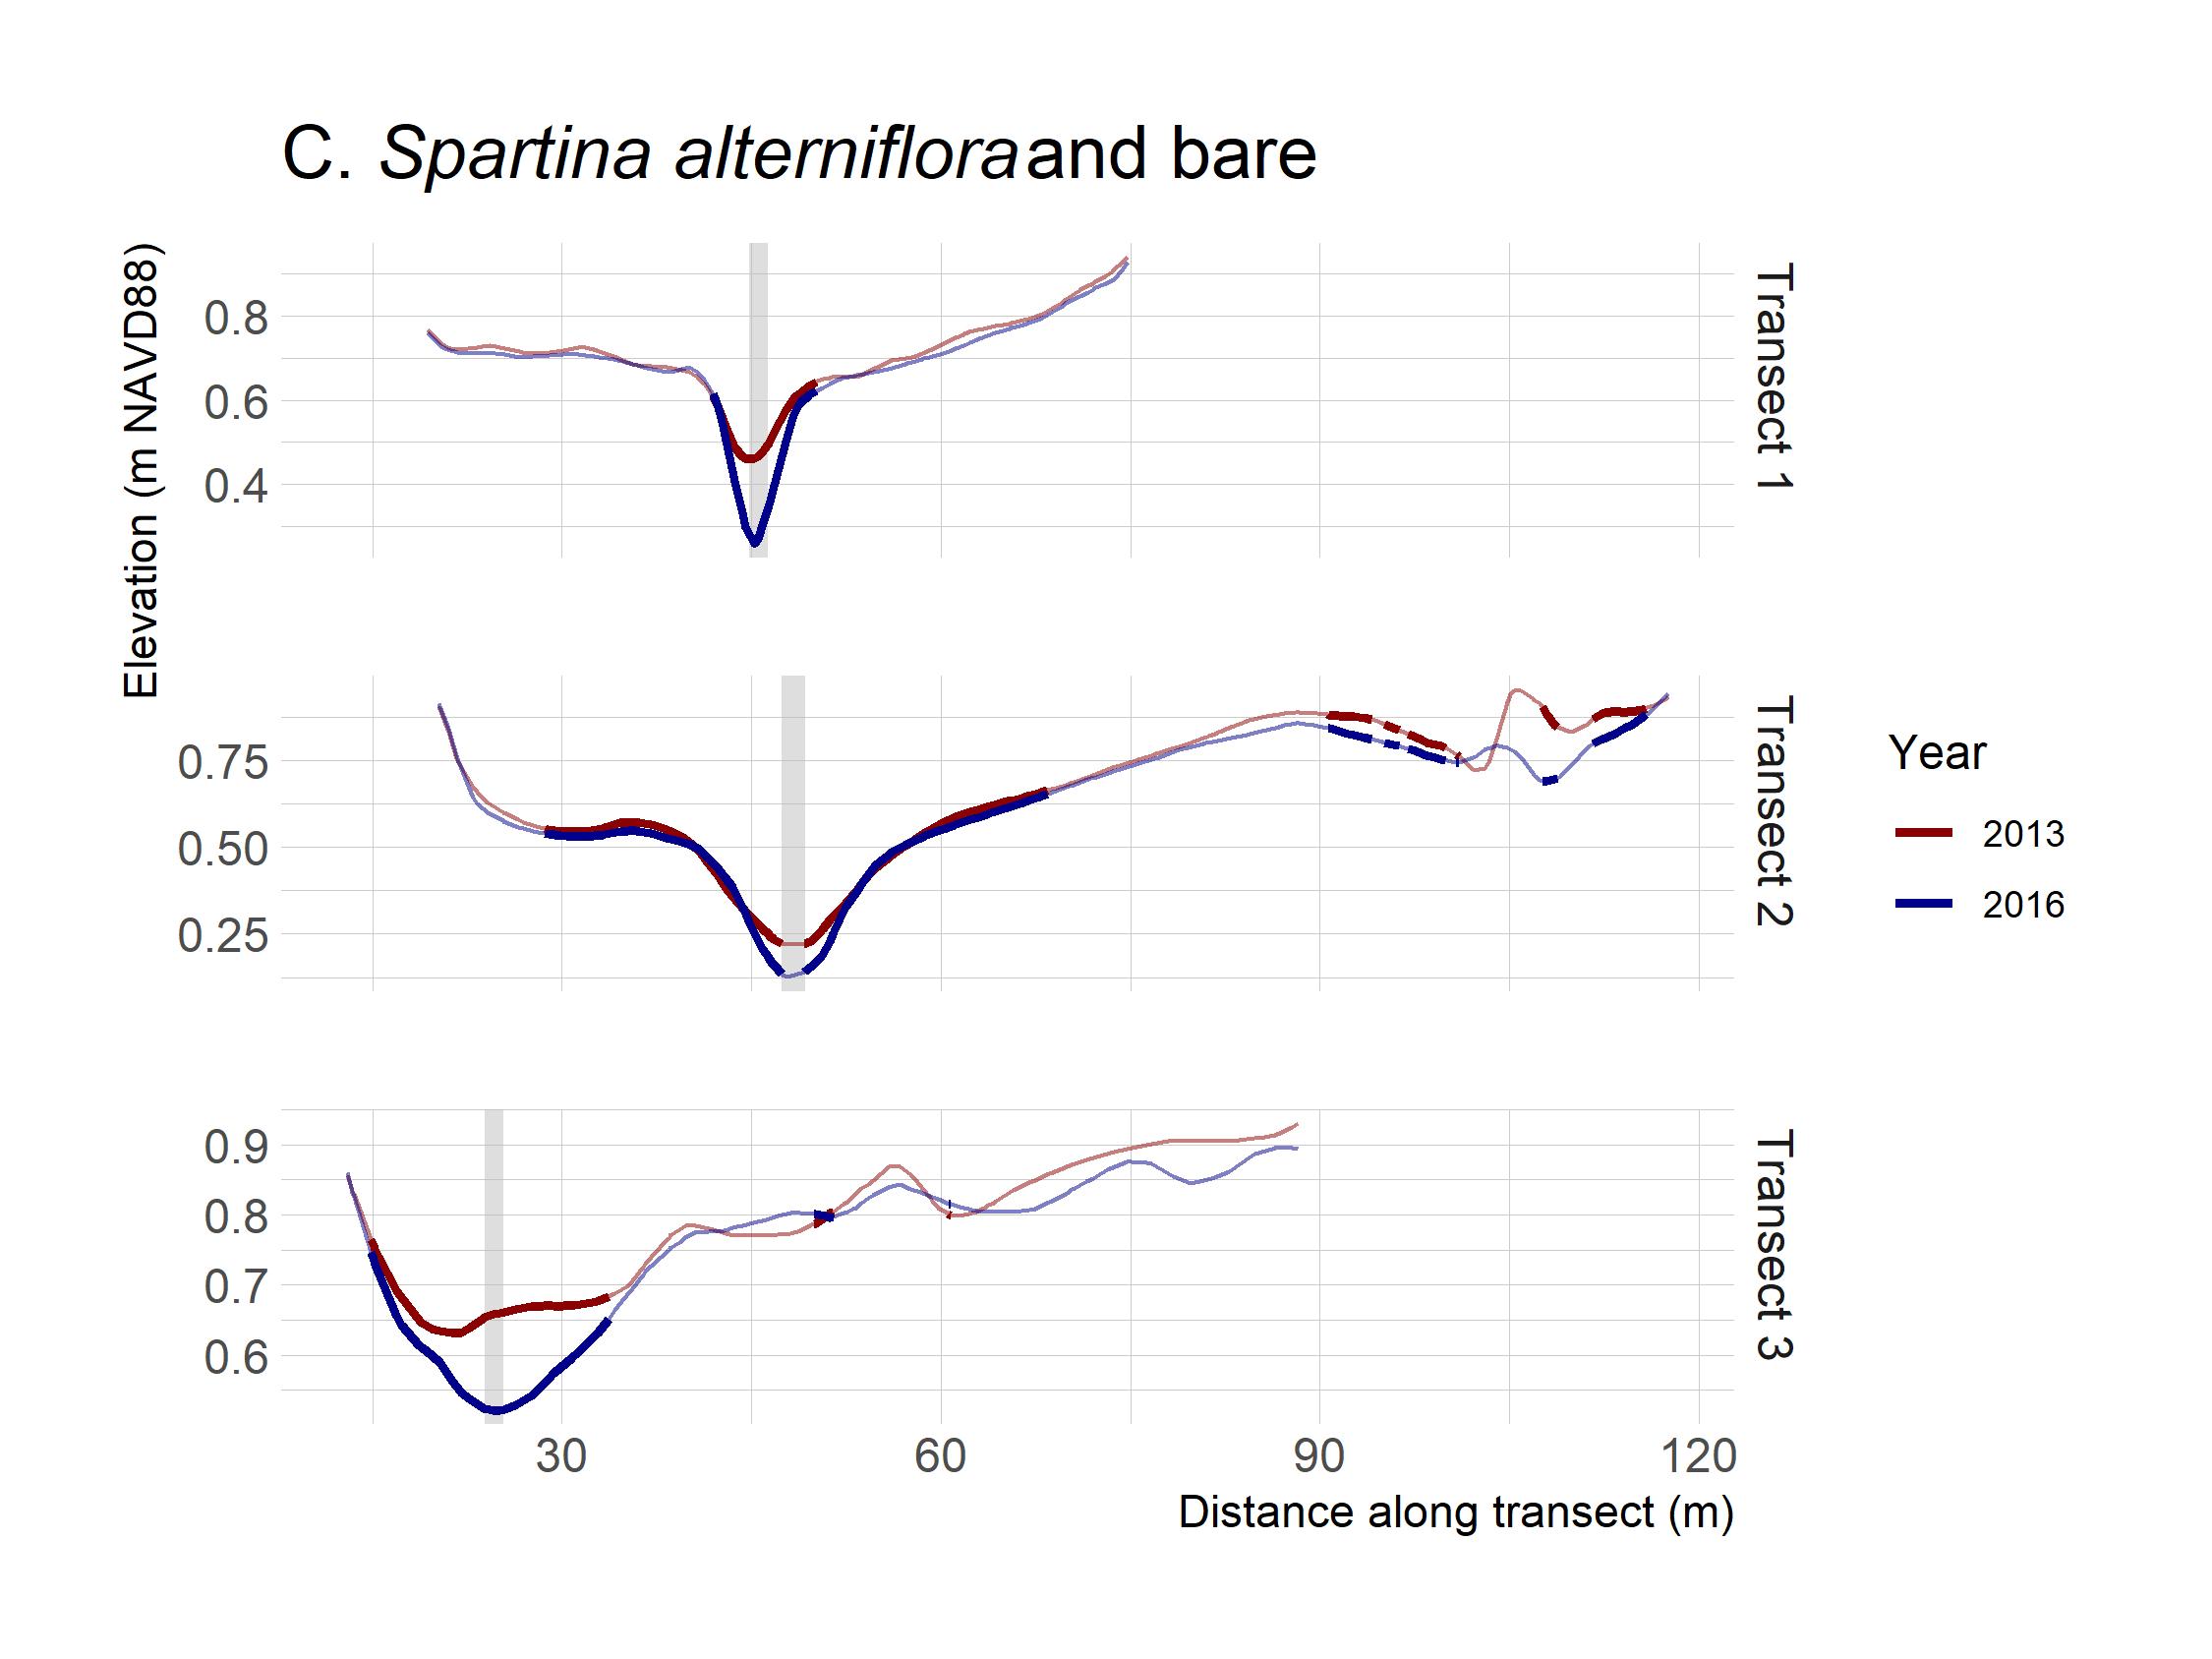 C. Spartina alternifloraand bare
Elevation (m NAVD88)
0.8
0.6
0.4
Transect 1
0.75
0.50
0.25
Transect 2
0.9
0.8
0.7
0.6
Transect 3
30 60 90 120
Distance along transect (m)
Year
2013
2016